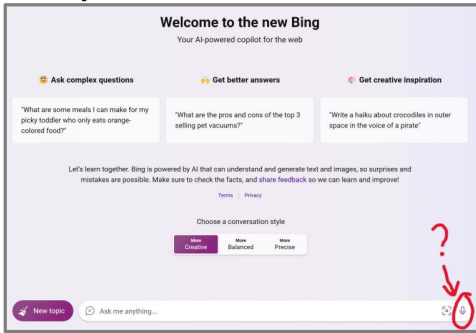 Welcome to the new Bing
Your AI-powered copilot for the web
Ask complex questions
Get better answers
Get creative inspiration
"What are some meals I can make for my
picky toddler who only eats orange-
colored food?"
"What are the pros and cons of the top 3
selling pet vacuums?"
"Write a haiku about crocodiles in outer
space in the voice of a pirate"
Let's learn together. Bing is powered by AI that can understand and generate text and images, so surprises and
mistakes are possible. Make sure to check the facts, and share feedback so we can learn and improve!
Terms | Privacy
Choose a conversation style
More
Creative
More
Balanced
More
Precise
?
New topic
Ask me anything...